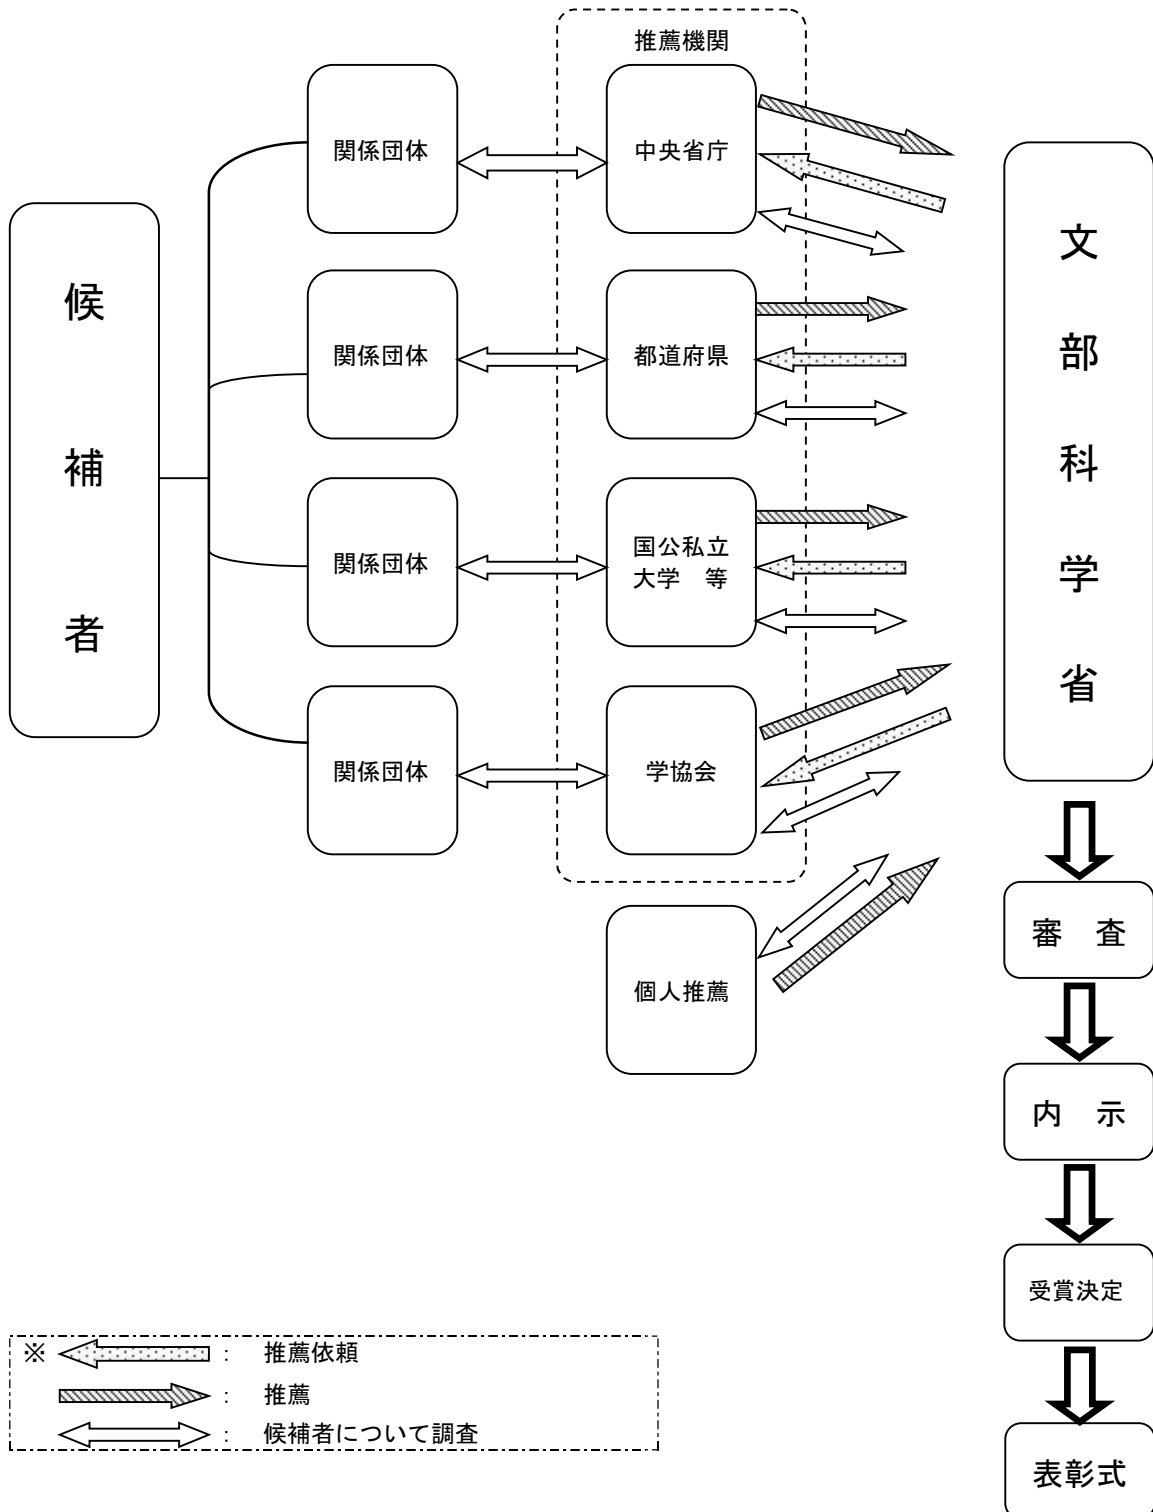 推薦機関
関係団体
中央省庁
関係団体
都道府県
関係団体
国公私立
大学　等
関係団体
学協会
個人推薦
候補者
文部科学省
審　査
内　示
受賞決定
表彰式
※ ： 推薦依頼
： 推薦
： 候補者について調査